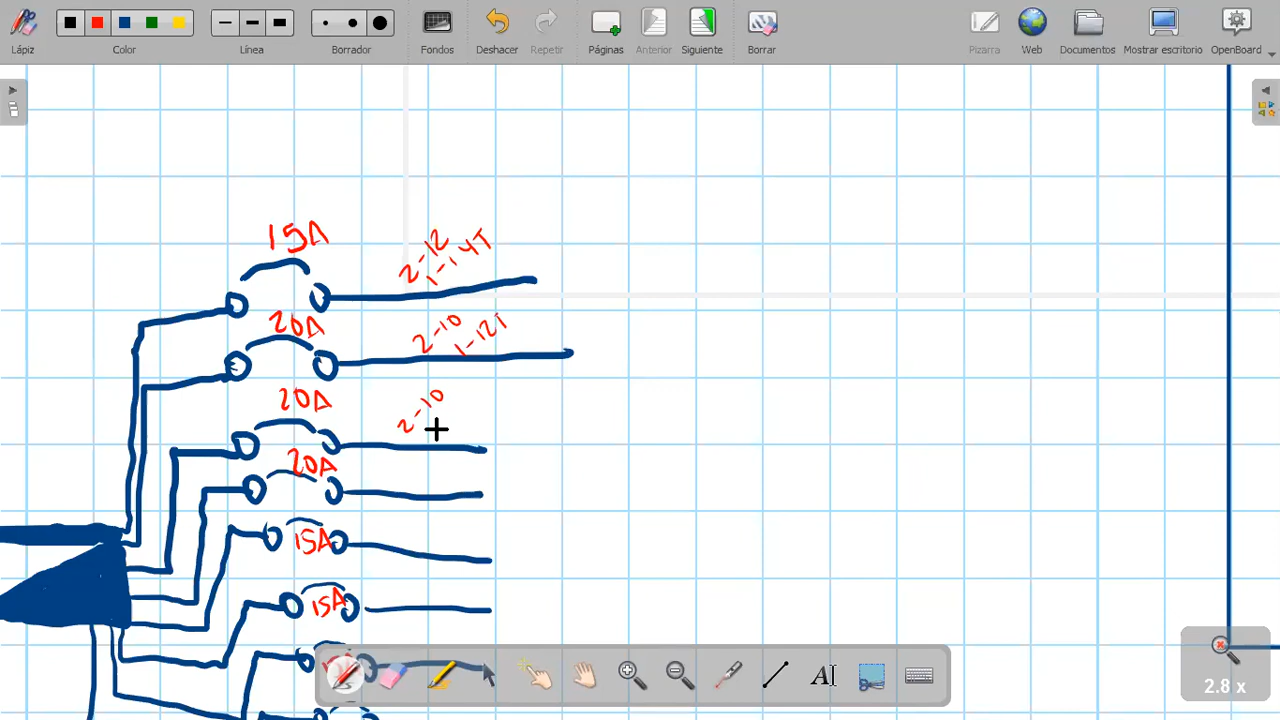 Lápiz
Color
Línea
Borrador
Fondos
Deshacer
Repetir
Páginas
Anterior
Siguiente
Borrar
Pizarra
Web
Documentos
Mostrar escritorio
OpenBoard
15A
2-12
1-14T
20A
2-10
1-12T
20A
2-10
20A
15A
15A
AI
2.8 x